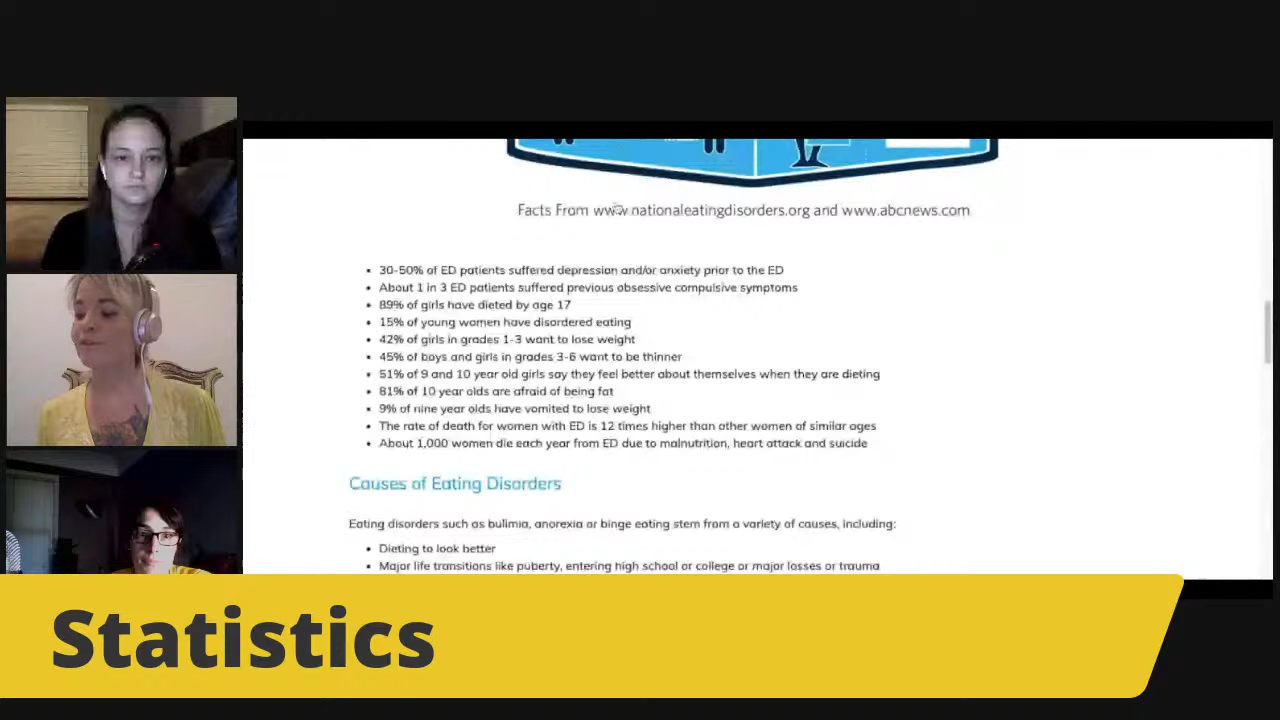 Facts From www.nationaleatingdisorders.org and www.abcnews.com
30-50% of ED patients suffered depression and/or anxiety prior to the ED
About 1 in 3 ED patients suffered previous obsessive compulsive symptoms
89% of girls have dieted by age 17
15% of young women have disordered eating
42% of girls in grades 1-3 want to lose weight
45% of boys and girls in grades 3-6 want to be thinner
51% of 9 and 10 year old girls say they feel better about themselves when they are dieting
81% of 10 year olds are afraid of being fat
9% of nine year olds have vomited to lose weight
The rate of death for women with ED is 12 times higher than other women of similar ages
About 1,000 women die each year from ED due to malnutrition, heart attack and suicide
Causes of Eating Disorders
Eating disorders such as bulimia, anorexia or binge eating stem from a variety of causes, including:
Dieting to look better
Major life transitions like puberty, entering high school or college or major losses or trauma
Statistics